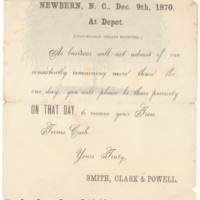 NEWBERN, N. C., Dec. 9th, 1870.
At Depot.
As business will not admit of our
consistently remaining more than the
one day, you will please be there promptly
ON THAT DAY, to receive your Trees
Terms Cash.
Yours Truly,
SMITH, CLARK & POWELL.